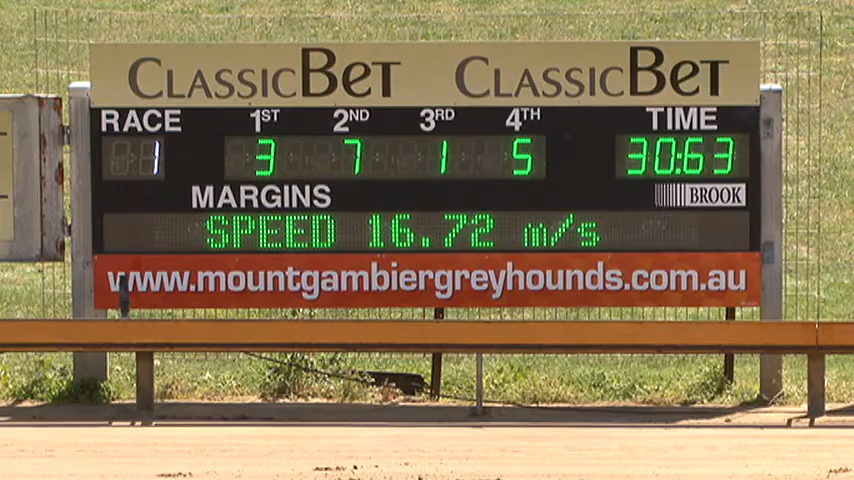 CLASSICBET CLASSICBET
RACE 1ST 2ND 3RD 4TH TIME
1 3 7 1 5 30:63
MARGINS BROOK
SPEED 16.72 m/s
www.mountgambiergreyhounds.com.au